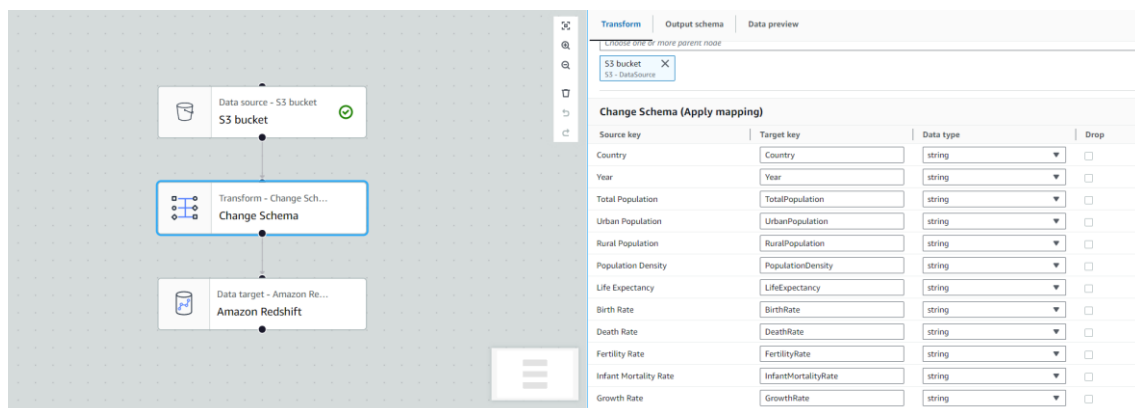 Data source - S3 bucket
S3 bucket
Transform - Change Sch...
Change Schema
Data target - Amazon Re...
Amazon Redshift
Transform Output schema Data preview
Choose one or more parent node
S3 bucket
S3 - DataSource
Change Schema (Apply mapping)
Source key Target key Data type Drop
Country Country string
Year Year string
Total Population TotalPopulation string
Urban Population UrbanPopulation string
Rural Population RuralPopulation string
Population Density PopulationDensity string
Life Expectancy LifeExpectancy string
Birth Rate BirthRate string
Death Rate DeathRate string
Fertility Rate FertilityRate string
Infant Mortality Rate InfantMortalityRate string
Growth Rate GrowthRate string